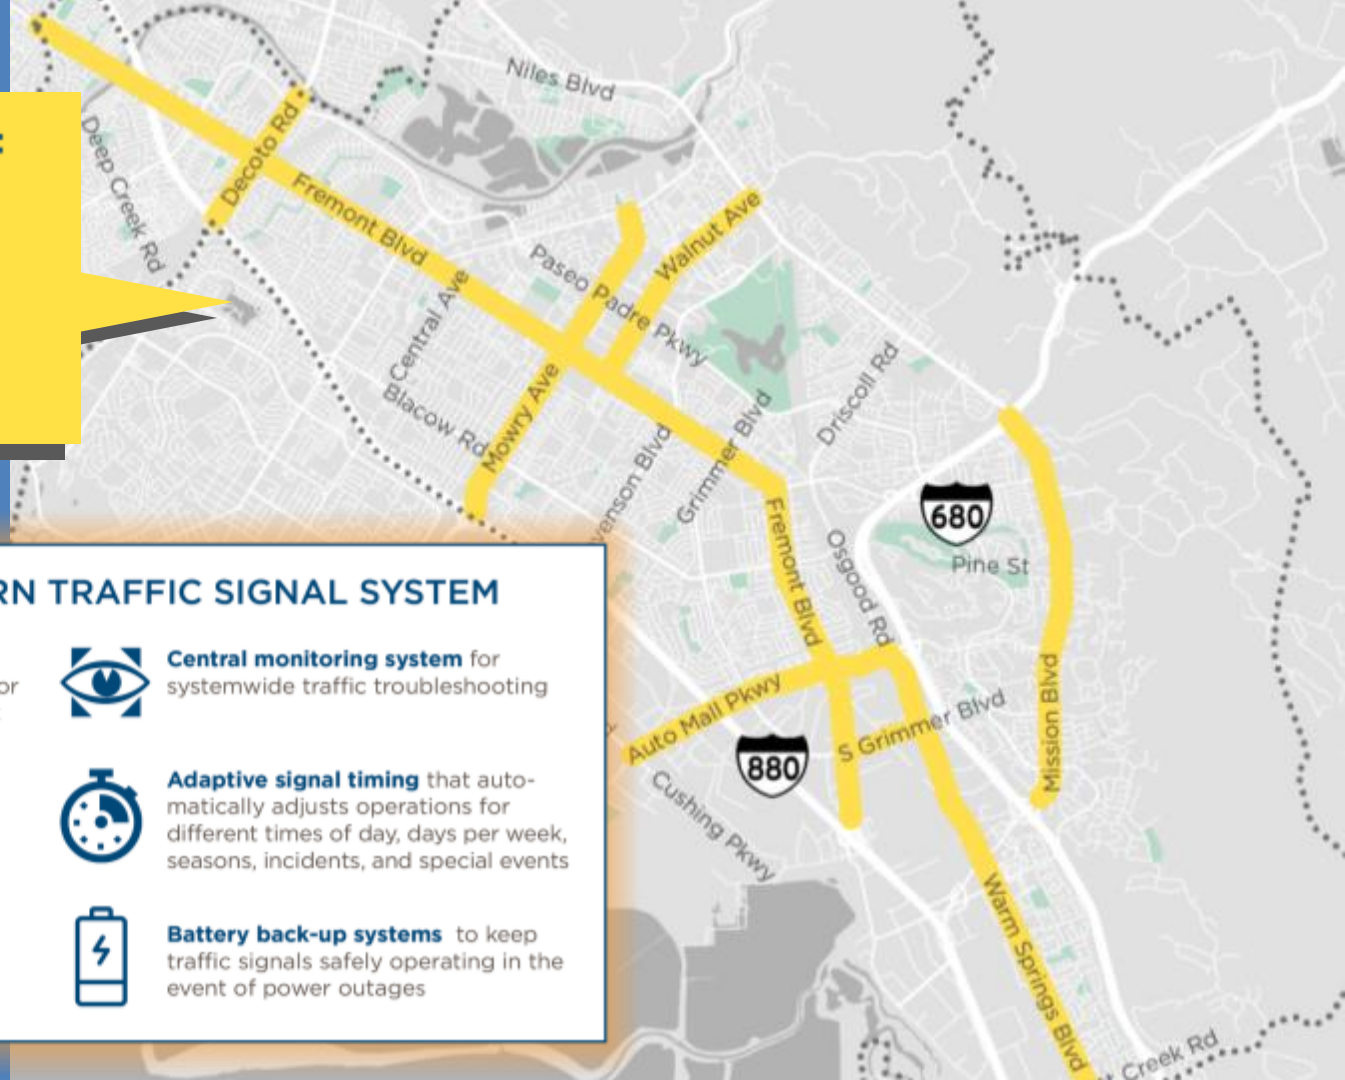 Niles Blvd
Decoto Rd
Deep Creek Rd
Fremont Blvd
Walnut Ave
Paseo Padre Pkwy
Central Ave
Blacow Rd
Mowry Ave
Driscoll Rd
Grimmer Blvd
venson Blvd
680
Pine St
Fremont Blvd
Osgood Rd
Mission Blvd
Auto Mall Pkwy
S Grimmer Blvd
880
Cushing Pkwy
Warm Springs Blvd
Creek Rd
:
RN TRAFFIC SIGNAL SYSTEM
or
Central monitoring system for
systemwide traffic troubleshooting
Adaptive signal timing that auto-
matically adjusts operations for
different times of day, days per week,
seasons, incidents, and special events
Battery back-up systems to keep
traffic signals safely operating in the
event of power outages